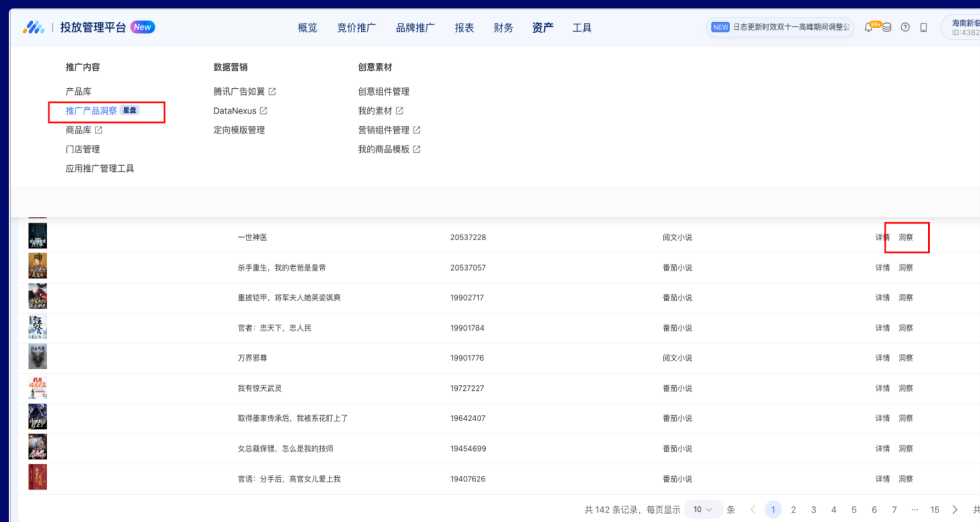 投放管理平台 New
概览 竞价推广 品牌推广 报表 财务 资产 工具
NEW 日志更新时效双十一高峰期间调整公
99+
海南新佰
ID:4382
推广内容 数据营销 创意素材
产品库 腾讯广告如翼 创意组件管理
推广产品洞察 星盘 DataNexus 我的素材
商品库 定向模版管理 营销组件管理
门店管理 我的商品模板
应用推广管理工具
一世神医 20537228 阅文小说 详情 洞察
杀手重生，我的老爸是皇帝 20537057 番茄小说 详情 洞察
重披铠甲，将军夫人她英姿飒爽 19902717 番茄小说 详情 洞察
官者：忠天下，忠人民 19901784 番茄小说 详情 洞察
万界邪尊 19901776 阅文小说 详情 洞察
我有惊天武灵 19727227 番茄小说 详情 洞察
取得墨家传承后，我被系花盯上了 19642407 番茄小说 详情 洞察
女总裁保镖，怎么是我的技师 19454699 番茄小说 详情 洞察
官诱：分手后，高官女儿爱上我 19407626 番茄小说 详情 洞察
共 142 条记录，每页显示 10 条 1 2 3 4 5 6 7 ··· 15